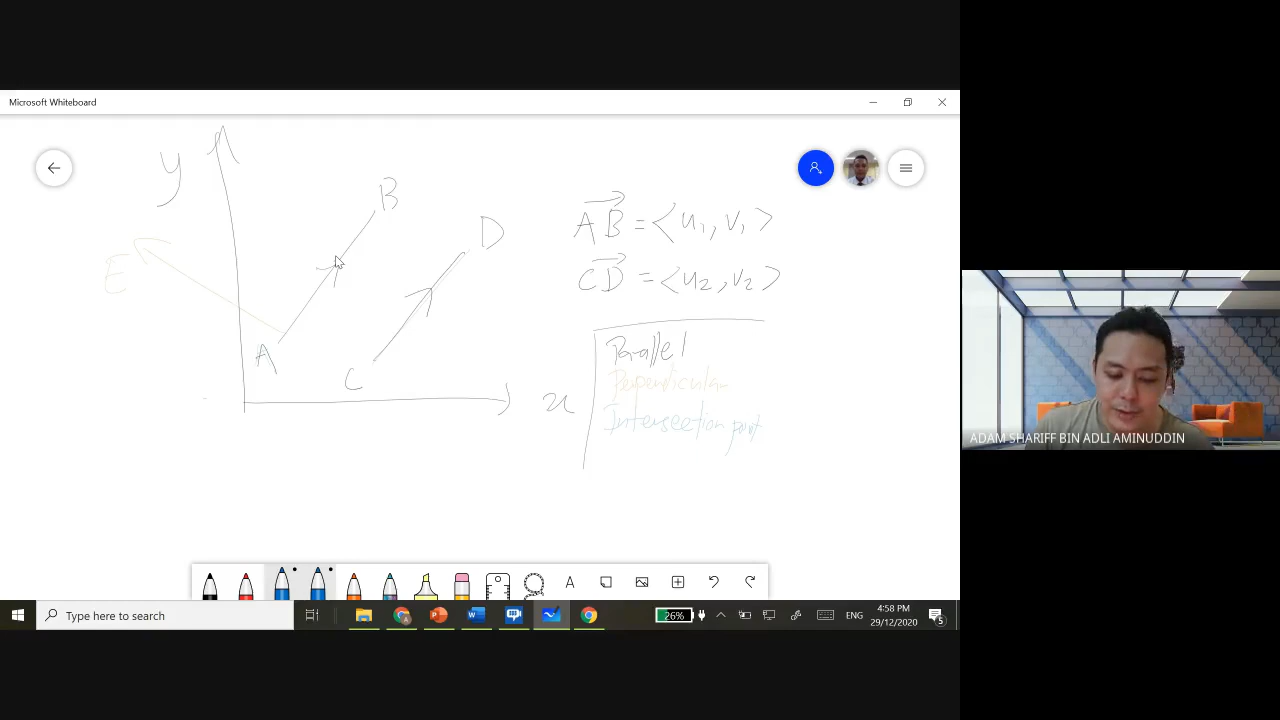 Microsoft Whiteboard
y
B
D
E
A
C
x
AB = <u1, v1>
CD = <u2, v2>
Parallel
Perpendicular
Intersection point
ADAM SHARIFF BIN ADLI AMINUDDIN
A
Type here to search
26%
ENG
4:58 PM
29/12/2020
5